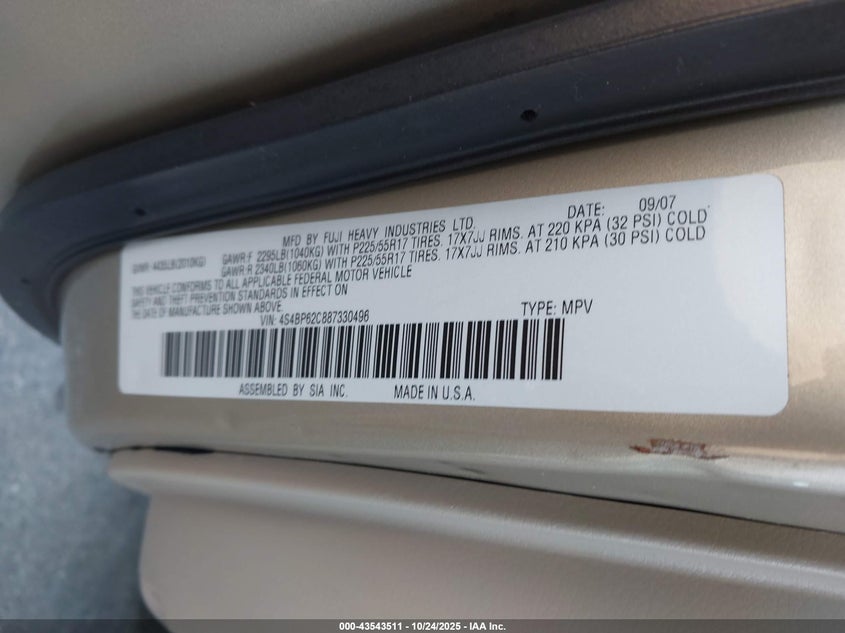 MFD BY FUJI HEAVY INDUSTRIES LTD. DATE: 09/07
GVWR: 4435LB(2010KG) GAWR:F 2295LB(1040KG) WITH P225/55R17 TIRES. 17X7JJ RIMS. AT 220 KPA (32 PSI) COLD
GAWR:R 2340LB(1060KG) WITH P225/55R17 TIRES. 17X7JJ RIMS. AT 210 KPA (30 PSI) COLD
THIS VEHICLE CONFORMS TO ALL APPLICABLE FEDERAL MOTOR VEHICLE
SAFETY AND THEFT PREVENTION STANDARDS IN EFFECT ON
THE DATE OF MANUFACTURE SHOWN ABOVE.
VIN: 4S4BP62C887330496 TYPE: MPV
ASSEMBLED BY SIA INC. MADE IN U.S.A.
000-43543511 - 10/24/2025 - IAA Inc.